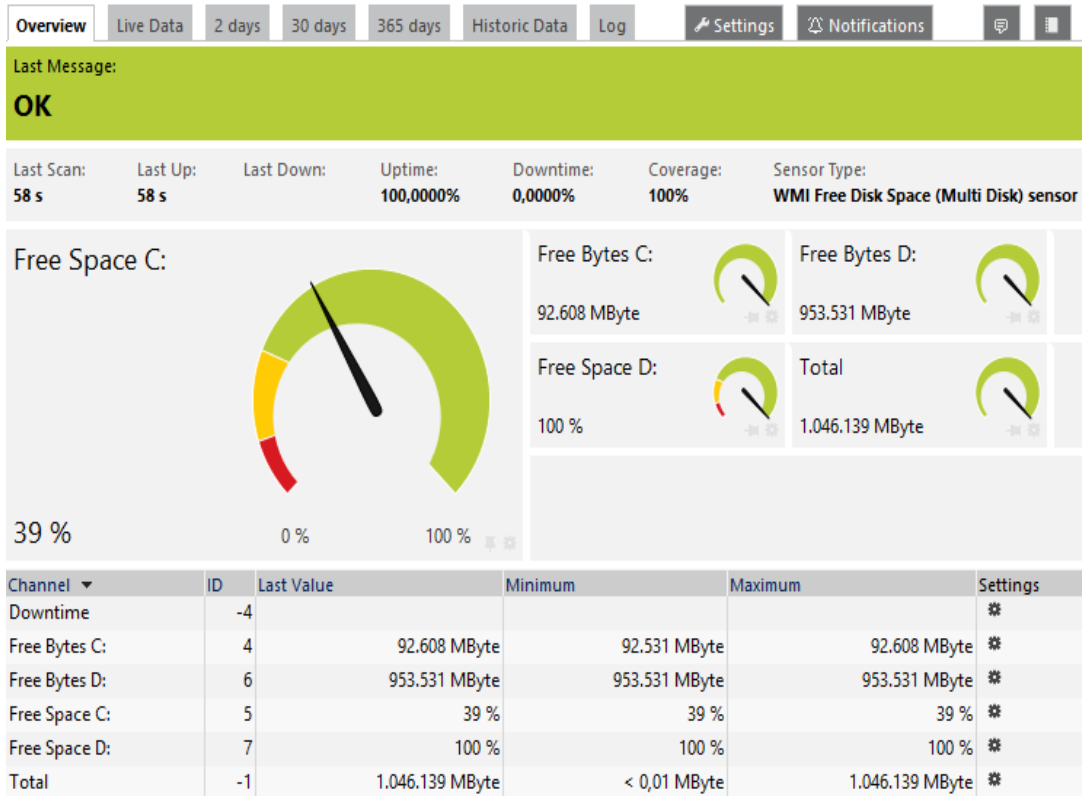 Overview Live Data 2 days 30 days 365 days Historic Data Log Settings Notifications
Last Message:
OK
Last Scan: Last Up: Last Down: Uptime: Downtime: Coverage: Sensor Type:
58 s 58 s 100,0000% 0,0000% 100% WMI Free Disk Space (Multi Disk) sensor
Free Space C:
39 %
0 % 100 %
Free Bytes C:
92.608 MByte
Free Bytes D:
953.531 MByte
Free Space D:
100 %
Total
1.046.139 MByte
Channel ID Last Value Minimum Maximum Settings
Downtime -4
Free Bytes C: 4 92.608 MByte 92.531 MByte 92.608 MByte
Free Bytes D: 6 953.531 MByte 953.531 MByte 953.531 MByte
Free Space C: 5 39 % 39 % 39 %
Free Space D: 7 100 % 100 % 100 %
Total -1 1.046.139 MByte < 0,01 MByte 1.046.139 MByte